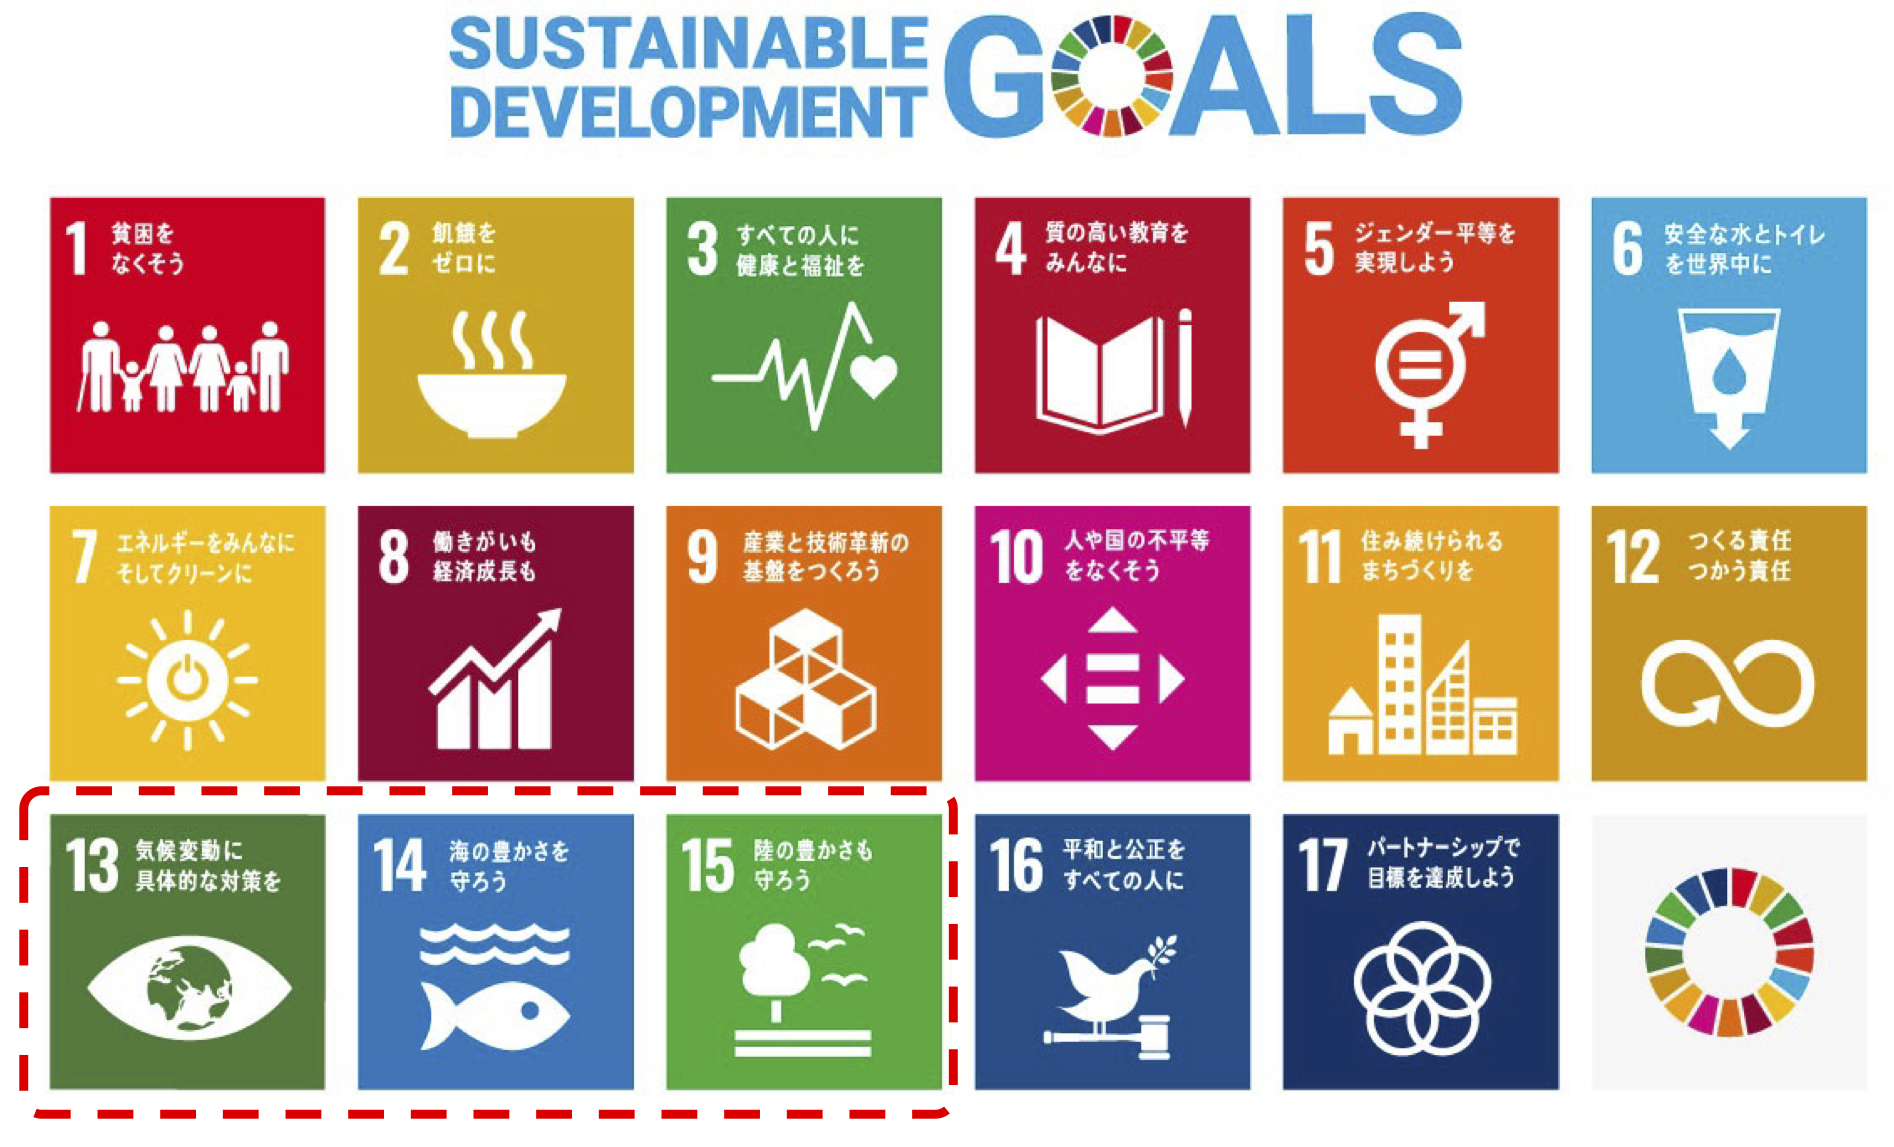 SUSTAINABLE
DEVELOPMENT
GOALS
1 貧困を
なくそう
2 飢餓を
ゼロに
3 すべての人に
健康と福祉を
4 質の高い教育を
みんなに
5 ジェンダー平等を
実現しよう
6 安全な水とトイレ
を世界中に
7 エネルギーをみんなに
そしてクリーンに
8 働きがいも
経済成長も
9 産業と技術革新の
基盤をつくろう
10 人や国の不平等
をなくそう
11 住み続けられる
まちづくりを
12 つくる責任
つかう責任
13 気候変動に
具体的な対策を
14 海の豊かさを
守ろう
15 陸の豊かさも
守ろう
16 平和と公正を
すべての人に
17 パートナーシップで
目標を達成しよう